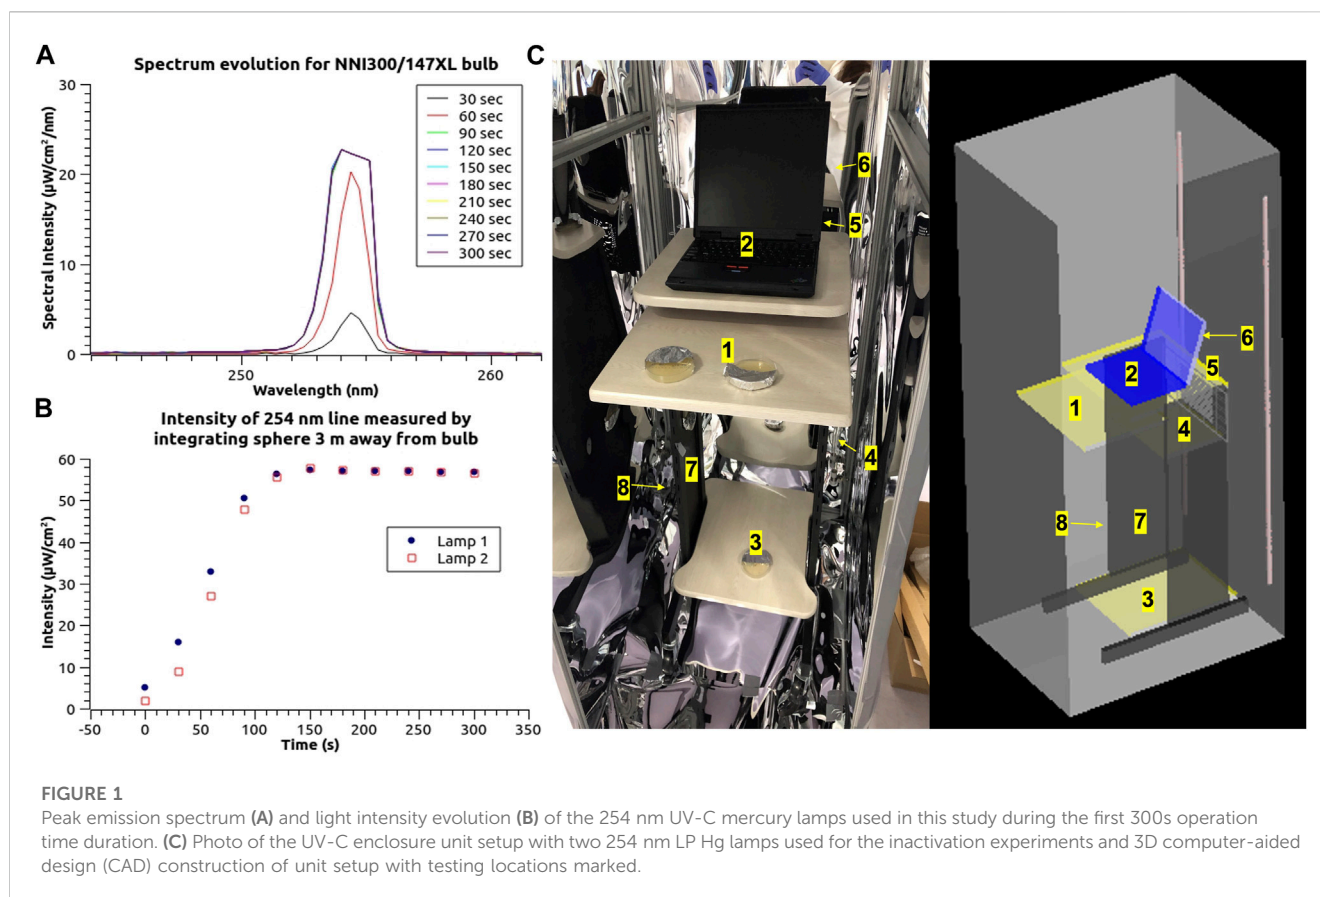 A
Spectrum evolution for NNI300/147XL bulb
Spectral Intensity (μW/cm²/nm)
30
20
10
0
30 sec
60 sec
90 sec
120 sec
150 sec
180 sec
210 sec
240 sec
270 sec
300 sec
250
260
Wavelength (nm)
B
Intensity of 254 nm line measured by
integrating sphere 3 m away from bulb
Intensity (μW/cm²)
60
50
40
30
20
10
0
Lamp 1
Lamp 2
-50
0
50
100
150
200
250
300
350
Time (s)
C
6
5
2
1
4
7
8
3
6
5
2
1
4
8
7
3
FIGURE 1
Peak emission spectrum (A) and light intensity evolution (B) of the 254 nm UV-C mercury lamps used in this study during the first 300s operation
time duration. (C) Photo of the UV-C enclosure unit setup with two 254 nm LP Hg lamps used for the inactivation experiments and 3D computer-aided
design (CAD) construction of unit setup with testing locations marked.